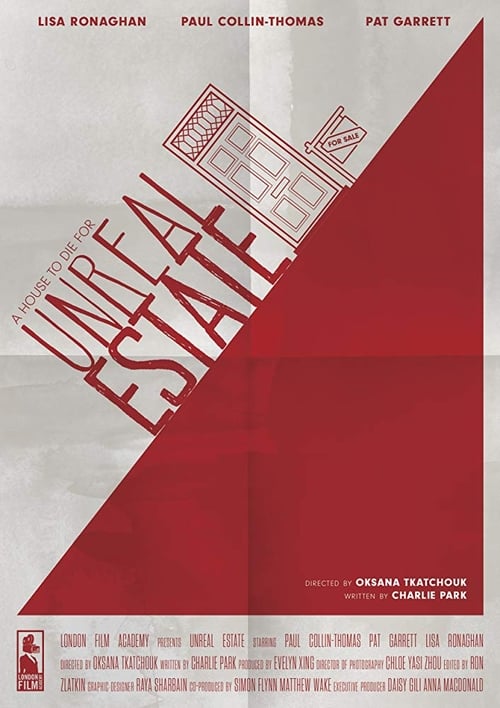 LISA RONAGHAN PAUL COLLIN-THOMAS PAT GARRETT
FOR SALE
A HOUSE TO DIE FOR
UNREAL
ESTATE
DIRECTED BY OKSANA TKATCHOUK
WRITTEN BY CHARLIE PARK
LONDON FILM ACADEMY PRESENTS UNREAL ESTATE STARRING PAUL COLLIN-THOMAS PAT GARRETT LISA RONAGHAN
DIRECTED BY OKSANA TKATCHOUK WRITTEN BY CHARLIE PARK PRODUCED BY EVELYN XING DIRECTOR OF PHOTOGRAPHY CHLOE YASI ZHOU EDITED BY RON
ZLATKIN GRAPHIC DESIGNER RAYA SHARBAIN CO-PRODUCED BY SIMON FLYNN MATTHEW WAKE EXECUTIVE PRODUCER DAISY GILI ANNA MACDONALD
LONDON
FILM